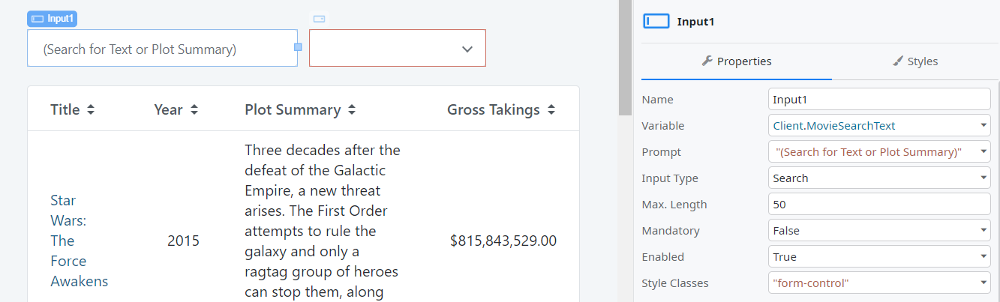 Input1
(Search for Text or Plot Summary)
Title Year Plot Summary Gross Takings
Star
Wars:
The
Force
Awakens
2015
Three decades after the
defeat of the Galactic
Empire, a new threat
arises. The First Order
attempts to rule the
galaxy and only a
ragtag group of heroes
can stop them, along
$815,843,529.00
Input1
Properties Styles
Name Input1
Variable Client.MovieSearchText
Prompt "(Search for Text or Plot Summary)"
Input Type Search
Max. Length 50
Mandatory False
Enabled True
Style Classes "form-control"